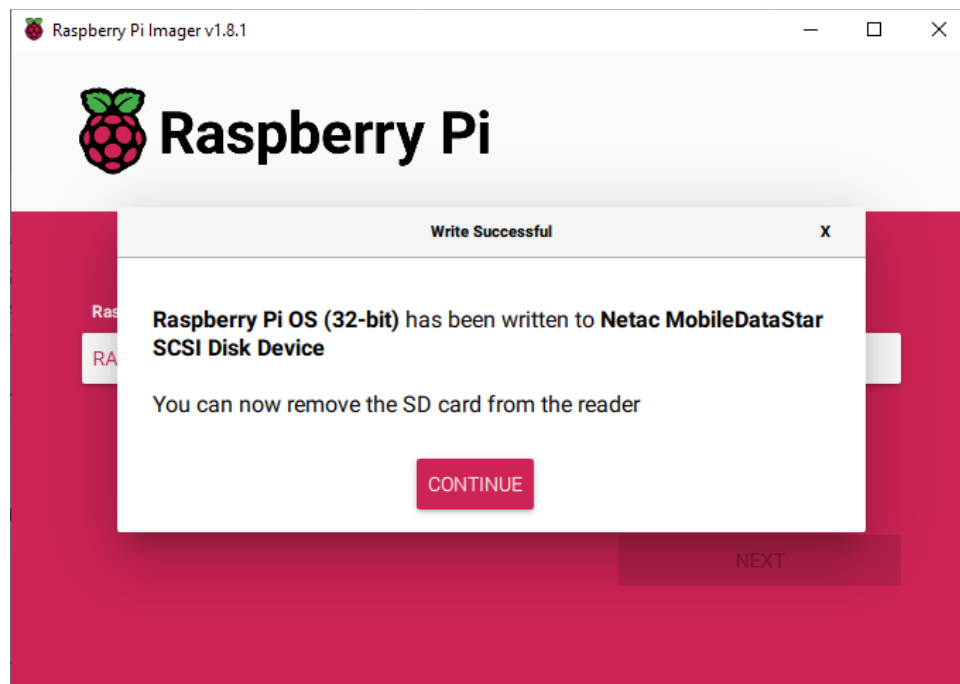 Raspberry Pi Imager v1.8.1
Raspberry Pi
Write Successful
X
Ras
RA
Raspberry Pi OS (32-bit) has been written to Netac MobileDataStar
SCSI Disk Device
You can now remove the SD card from the reader
CONTINUE
NEXT